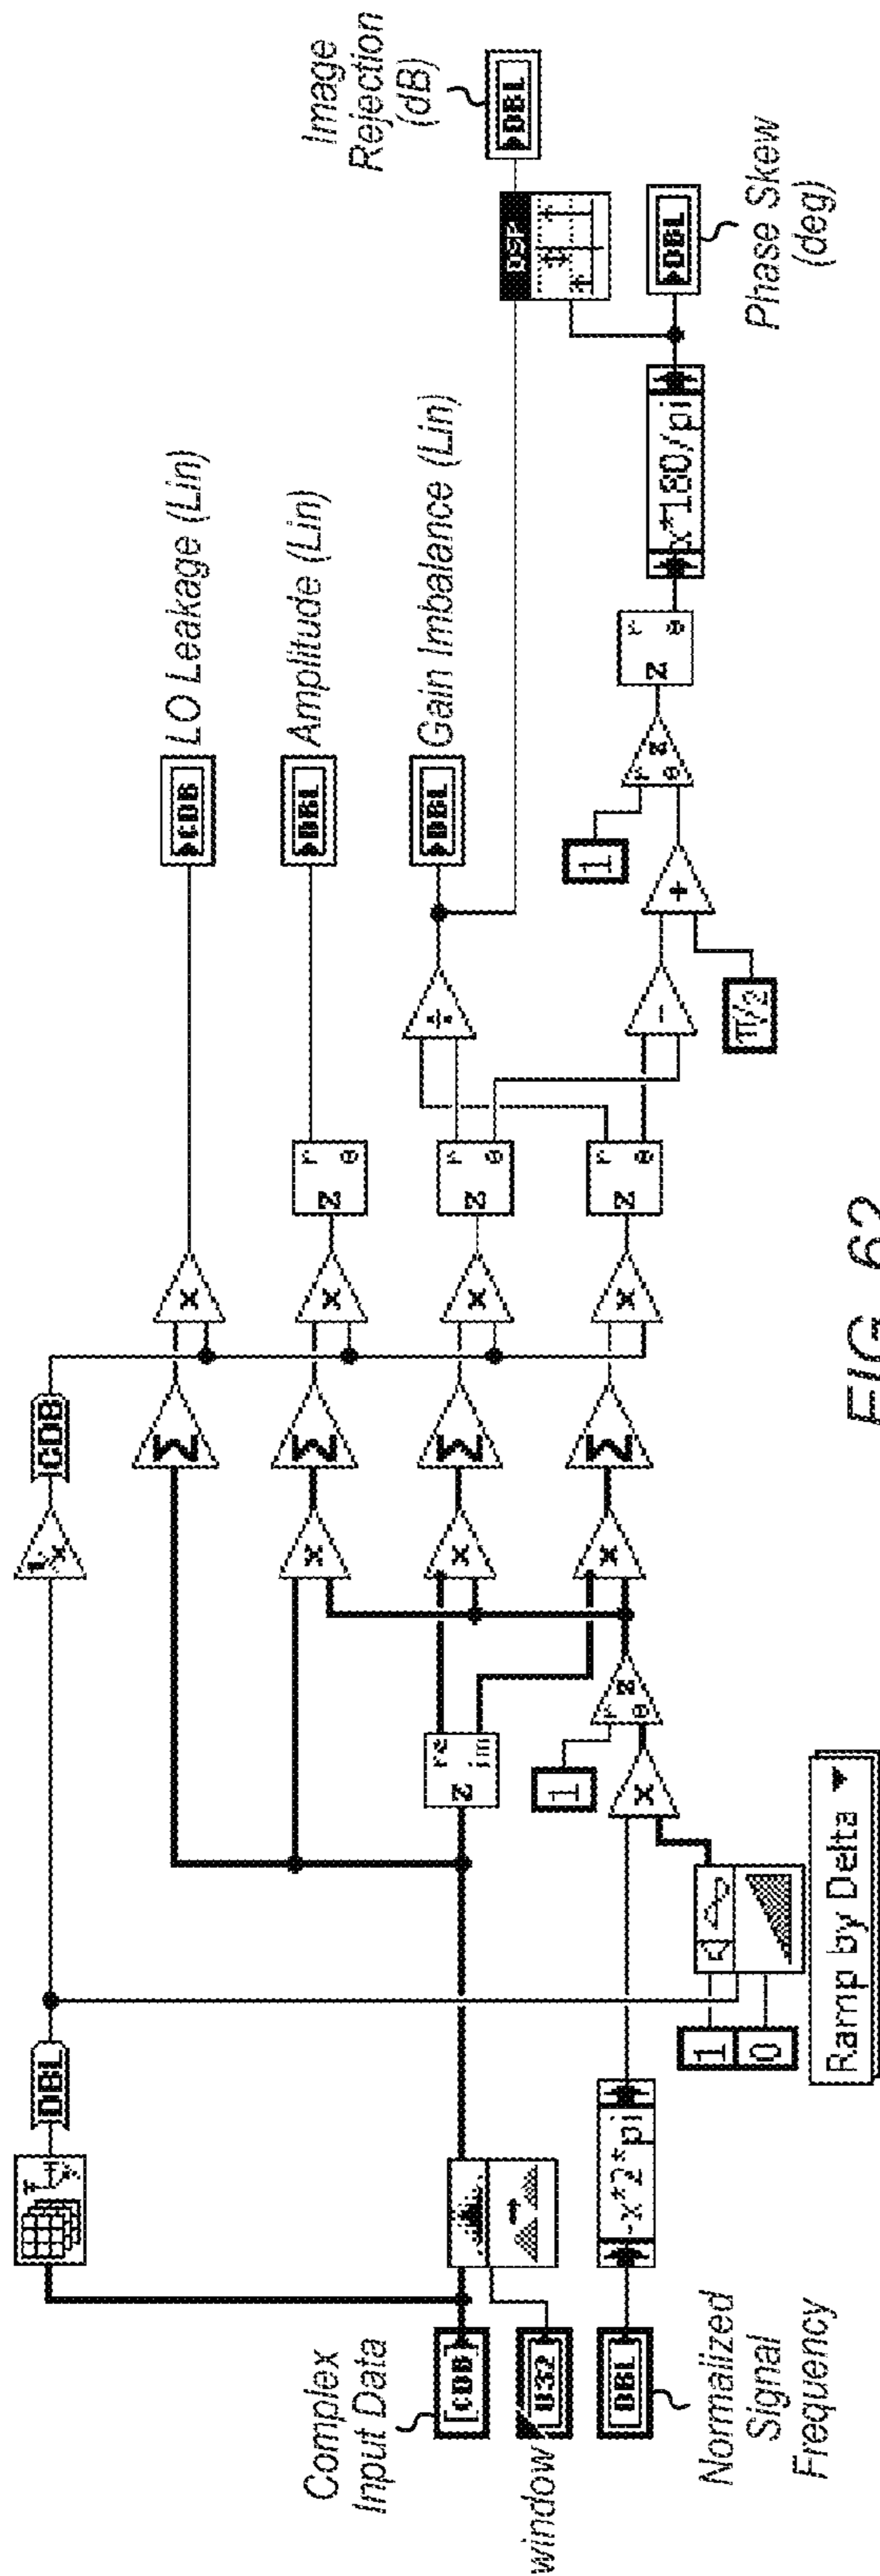 Image
Rejection
(dB)
DBL
DSP
DBL
Phase Skew
(deg)
x*180/pi
LO Leakage (Lin)
CDB
Amplitude (Lin)
DBL
Gain Imbalance (Lin)
DBL
÷
r
θ
z
r
θ
z
1
+
−
π/2
r
θ
z
r
θ
z
r
θ
z
x
x
x
x
CDB
Σ
Σ
Σ
Σ
1/x
x
x
x
re
im
z
r
θ
z
1
x
DBL
1
0
Ramp by Delta
-x*2*pi
Complex
Input Data
CDB
window
U32
DBL
Normalized
Signal
Frequency
FIG. 62